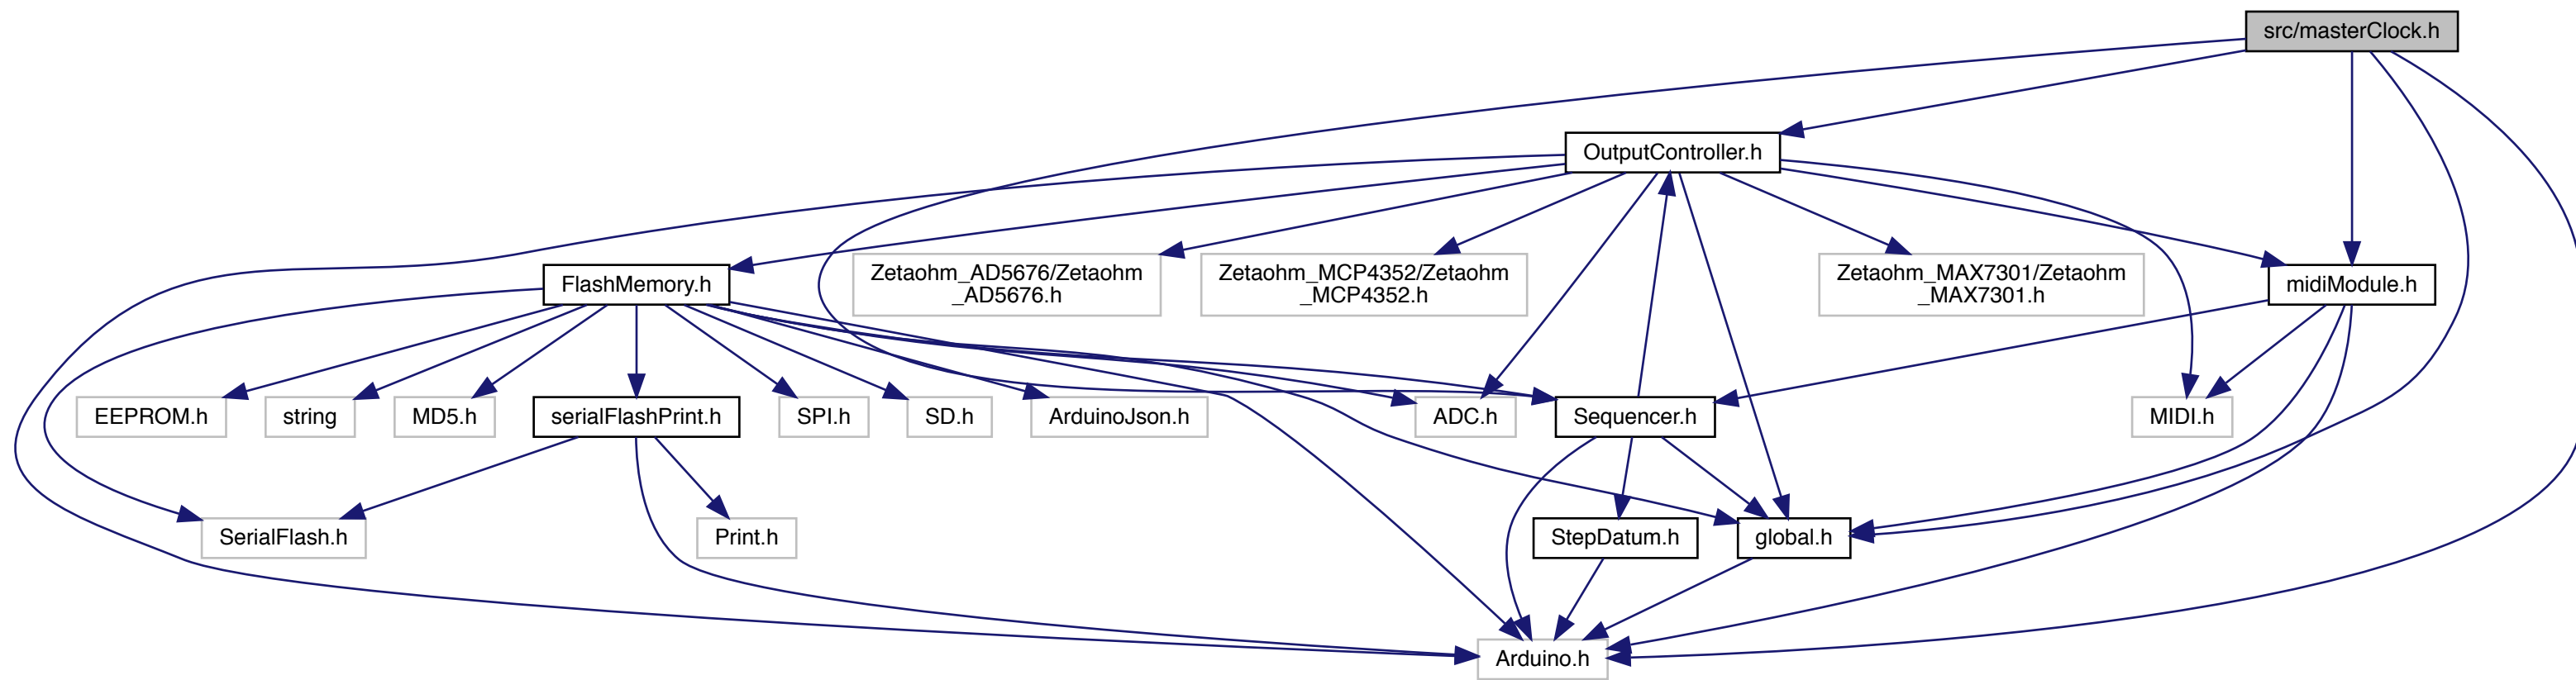 src/masterClock.h
OutputController.h
Zetaohm_AD5676/Zetaohm
_AD5676.h
Zetaohm_MCP4352/Zetaohm
_MCP4352.h
Zetaohm_MAX7301/Zetaohm
_MAX7301.h
FlashMemory.h
midiModule.h
EEPROM.h
string
MD5.h
serialFlashPrint.h
SPI.h
SD.h
ArduinoJson.h
ADC.h
Sequencer.h
MIDI.h
SerialFlash.h
Print.h
StepDatum.h
global.h
Arduino.h